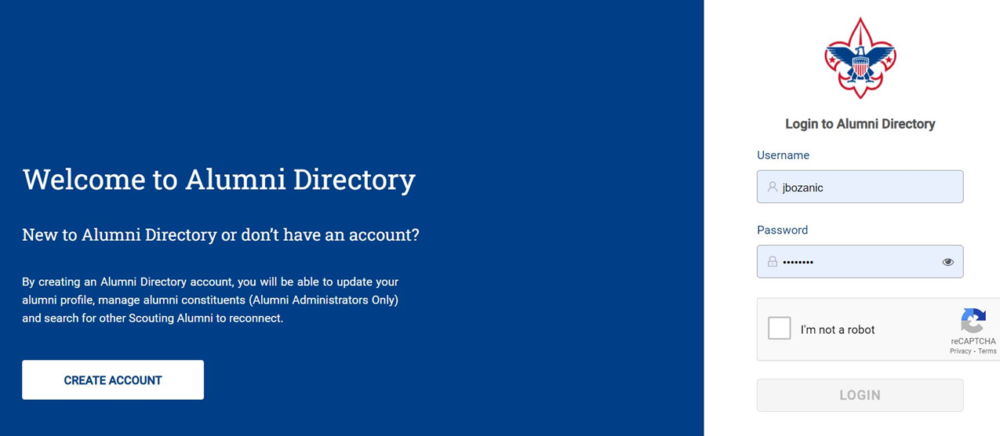 Welcome to Alumni Directory
New to Alumni Directory or don’t have an account?
By creating an Alumni Directory account, you will be able to update your
alumni profile, manage alumni constituents (Alumni Administrators Only)
and search for other Scouting Alumni to reconnect.
CREATE ACCOUNT
Login to Alumni Directory
Username
jbozanic
Password
••••••••
I'm not a robot
reCAPTCHA
Privacy - Terms
LOGIN